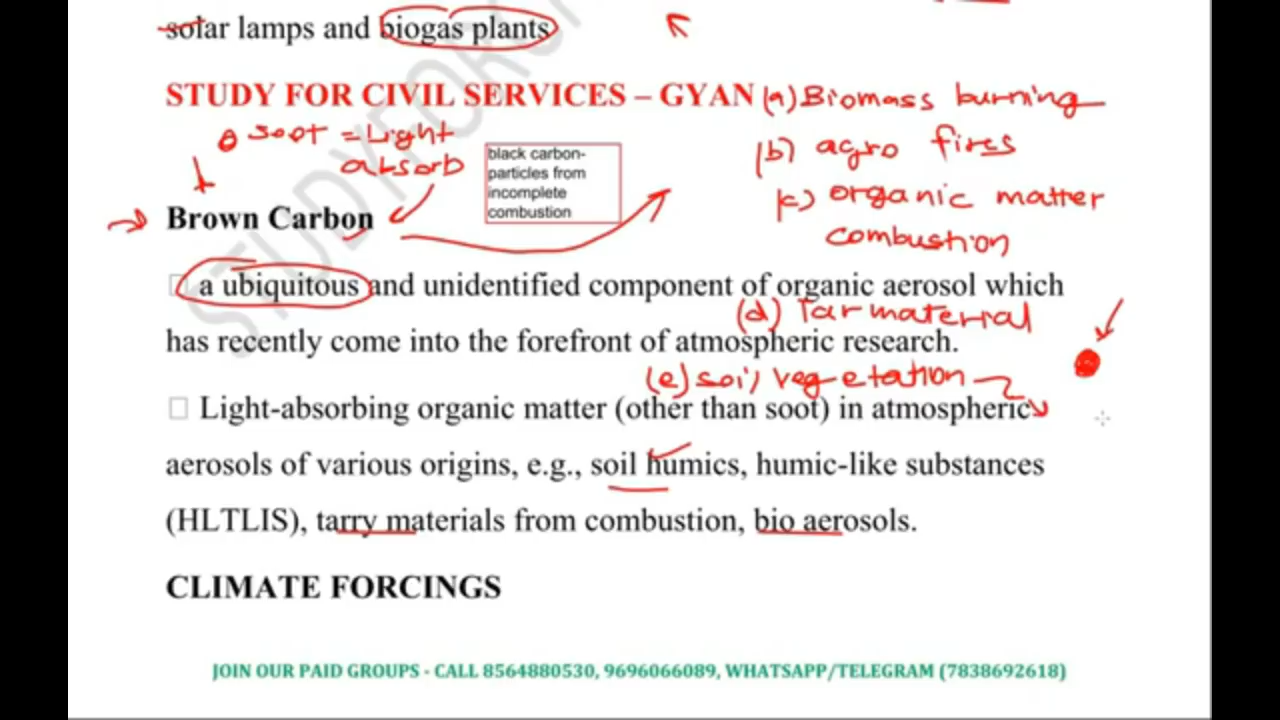 solar lamps and biogas plants
STUDY FOR CIVIL SERVICES – GYAN
(a) Biomass burning
soot = Light
absorb
black carbon-
particles from
incomplete
combustion
(b) agro fires
(c) organic matter
combustion
Brown Carbon
a ubiquitous and unidentified component of organic aerosol which
(d) Tar material
has recently come into the forefront of atmospheric research.
(e) soil, vegetation
Light-absorbing organic matter (other than soot) in atmospheric
aerosols of various origins, e.g., soil humics, humic-like substances
(HLTLIS), tarry materials from combustion, bio aerosols.
CLIMATE FORCINGS
JOIN OUR PAID GROUPS - CALL 8564880530, 9696066089, WHATSAPP/TELEGRAM (7838692618)
STUDYFORCI